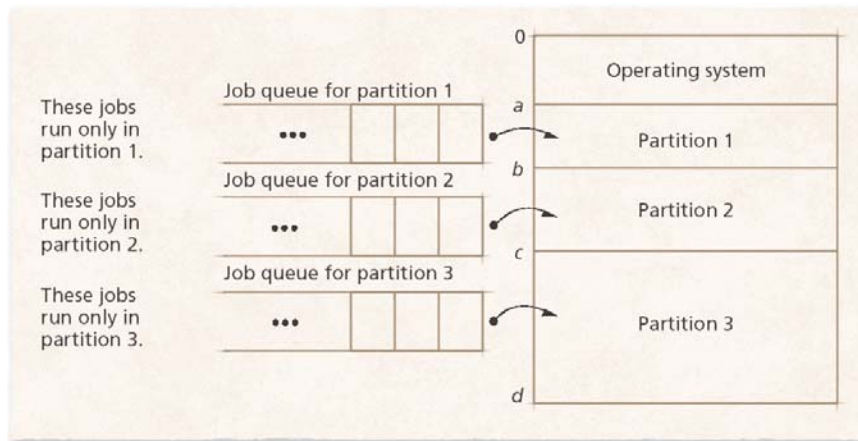 0
Operating system
Job queue for partition 1
a
These jobs
run only in
partition 1.
•••
Partition 1
b
Job queue for partition 2
These jobs
run only in
partition 2.
•••
Partition 2
c
Job queue for partition 3
These jobs
run only in
partition 3.
•••
Partition 3
d